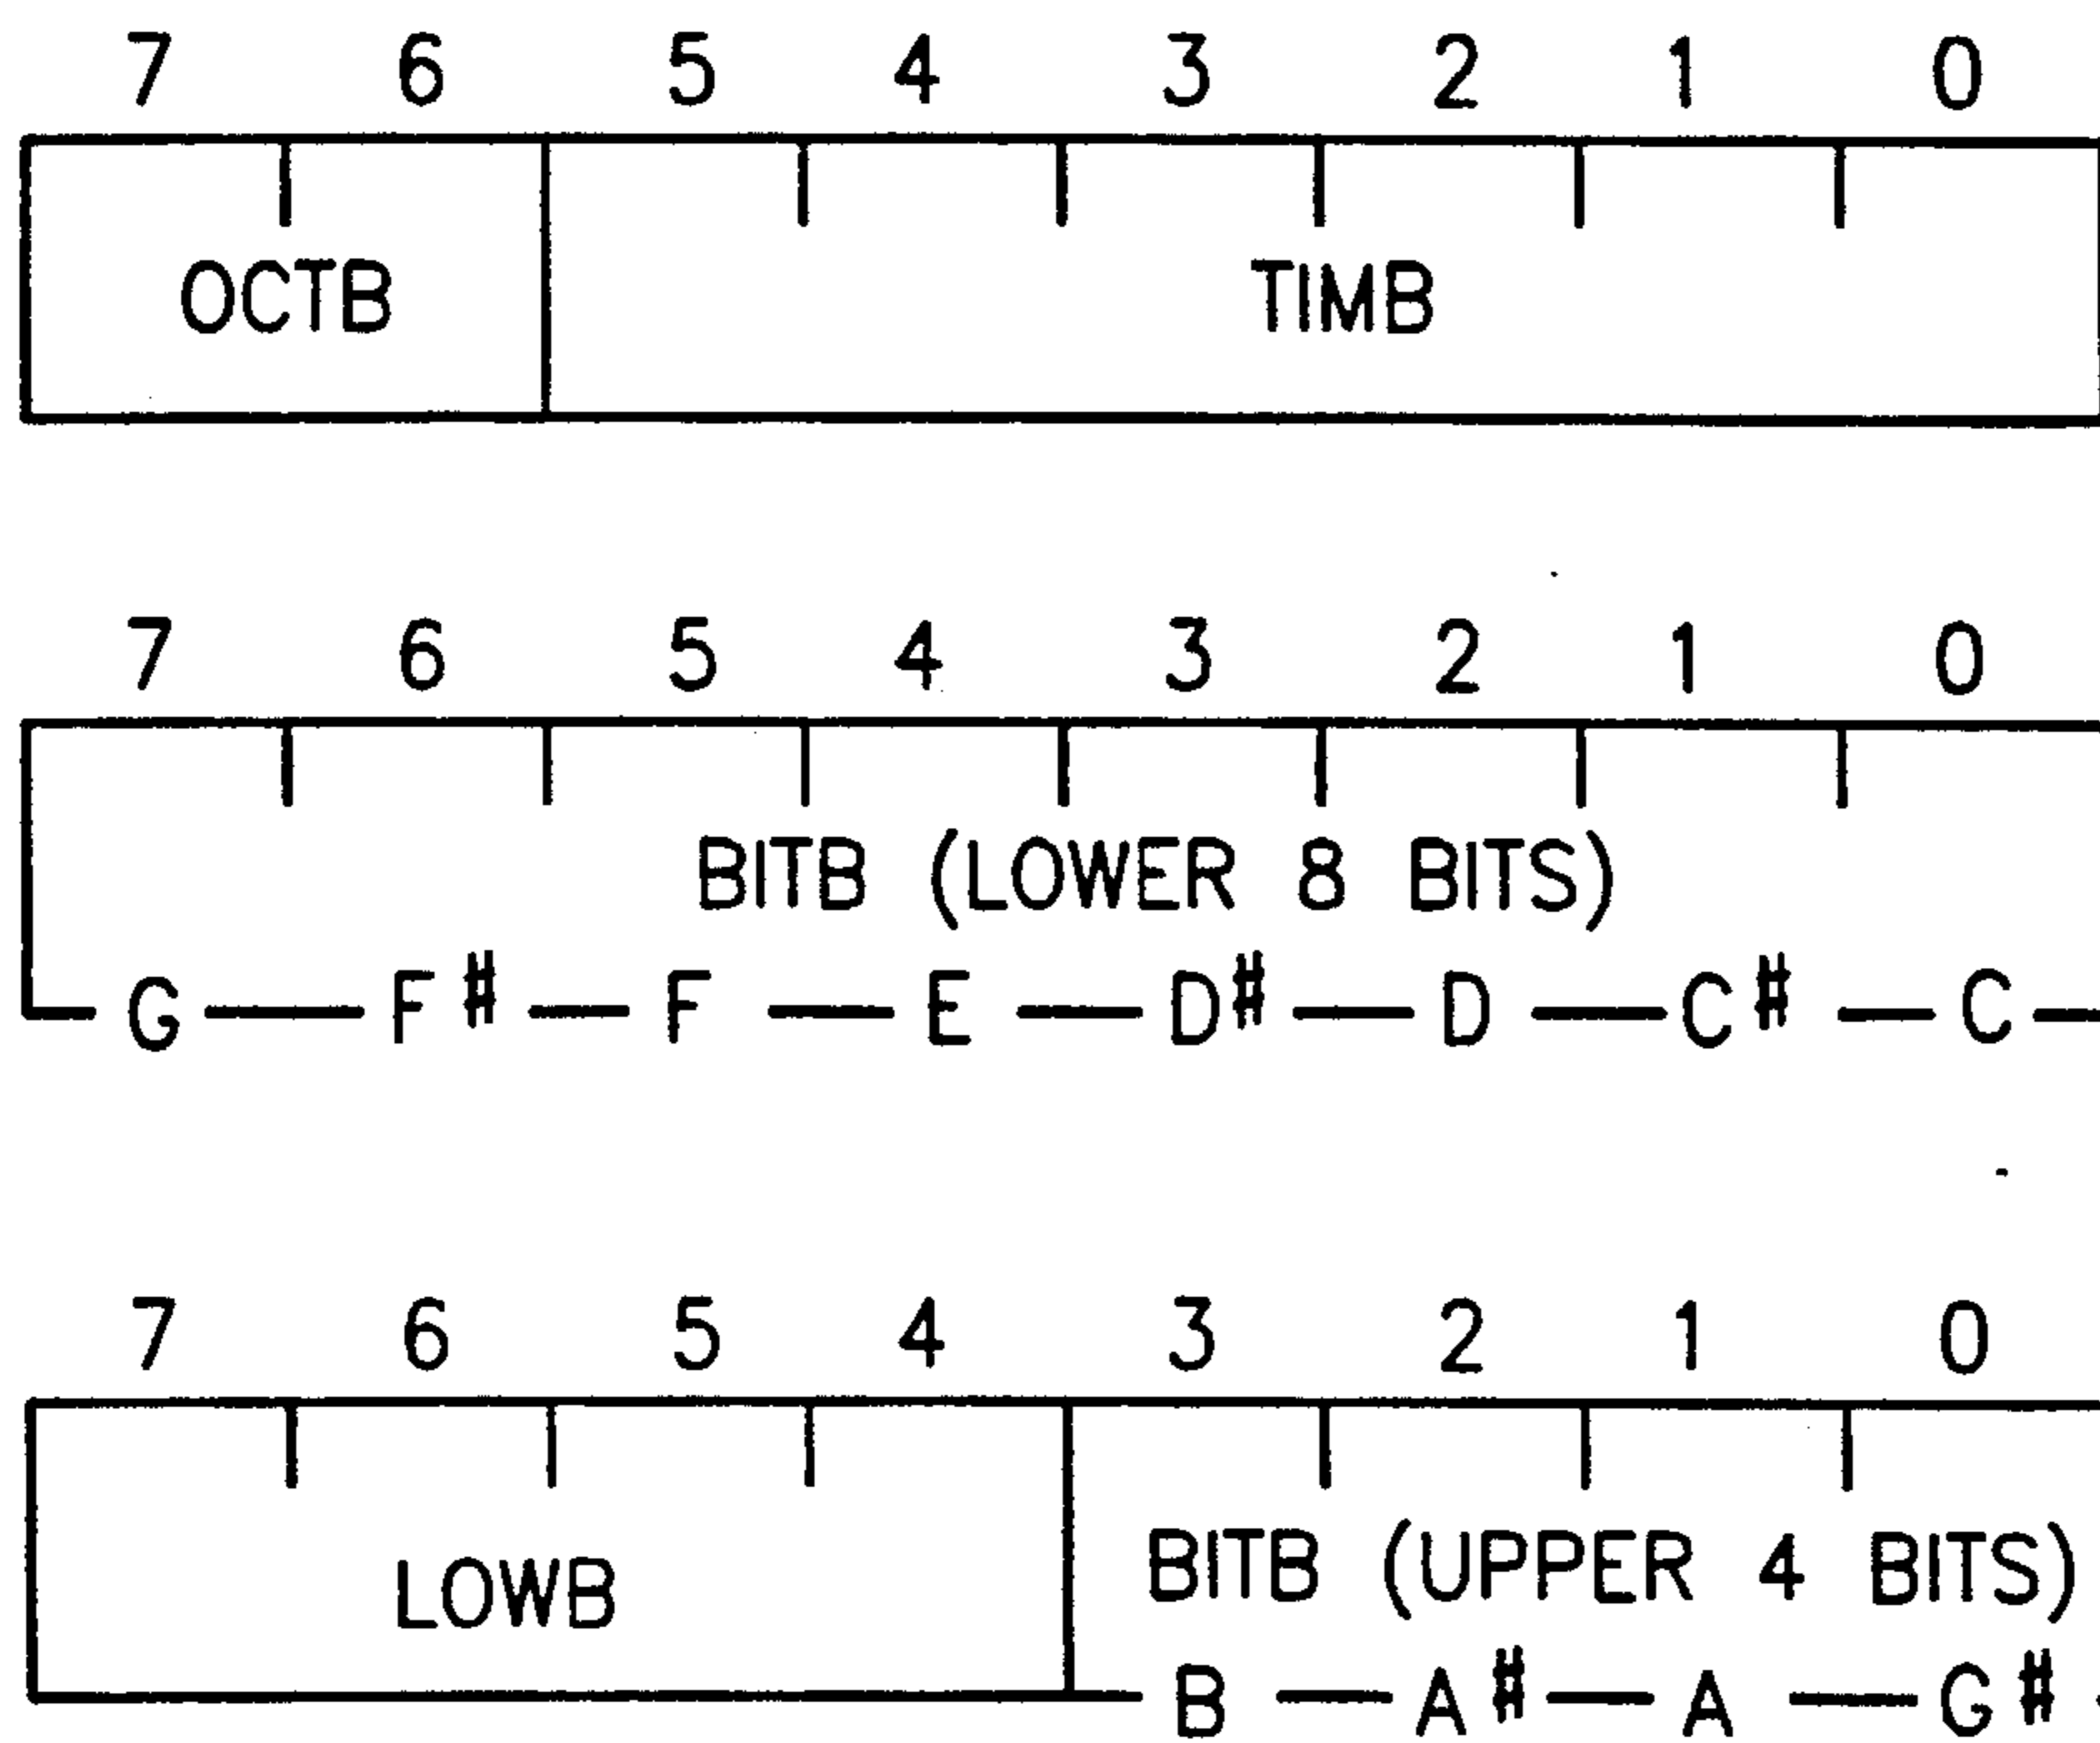 7 6 5 4 3 2 1 0
OCTB TIMB
7 6 5 4 3 2 1 0
BITB (LOWER 8 BITS)
G F# F E D# D C# C
7 6 5 4 3 2 1 0
LOWB BITB (UPPER 4 BITS)
B A# A G#